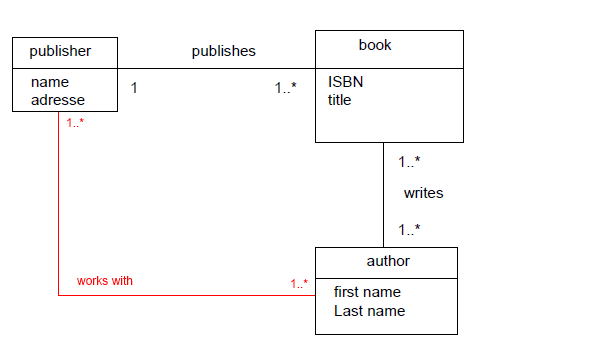 publisher
publishes
book
name
adresse
1
1..*
ISBN
title
1..*
1..*
writes
1..*
author
works with
1..*
first name
Last name